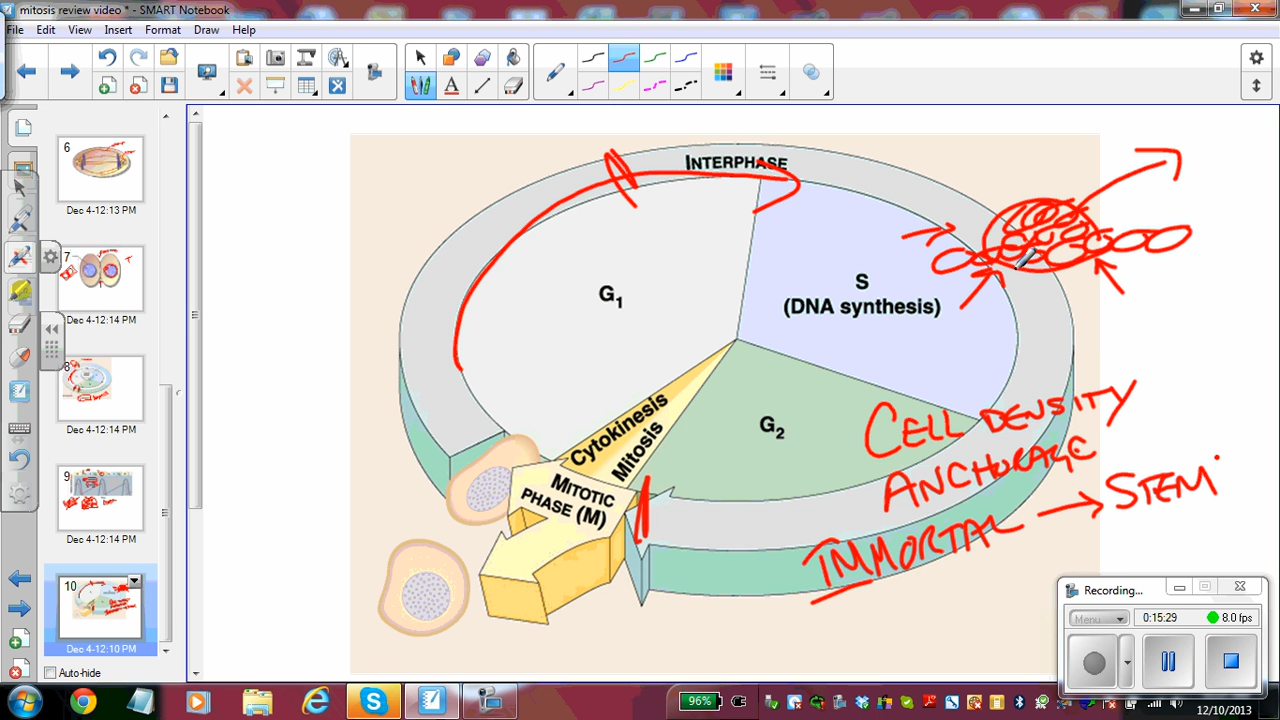 mitosis review video * - SMART Notebook
File Edit View Insert Format Draw Help
6
Dec 4-12:13 PM
7
Dec 4-12:14 PM
8
Dec 4-12:14 PM
9
Dec 4-12:14 PM
10
Dec 4-12:10 PM
Auto-hide
INTERPHASE
G1
S
(DNA synthesis)
G2
Cytokinesis
Mitosis
MITOTIC
PHASE (M)
CELL DENSITY
ANCHORAGE
IMMORTAL → STEM
Recording...
Menu
0:15:29
8.0 fps
96%
12:14 PM
12/10/2013